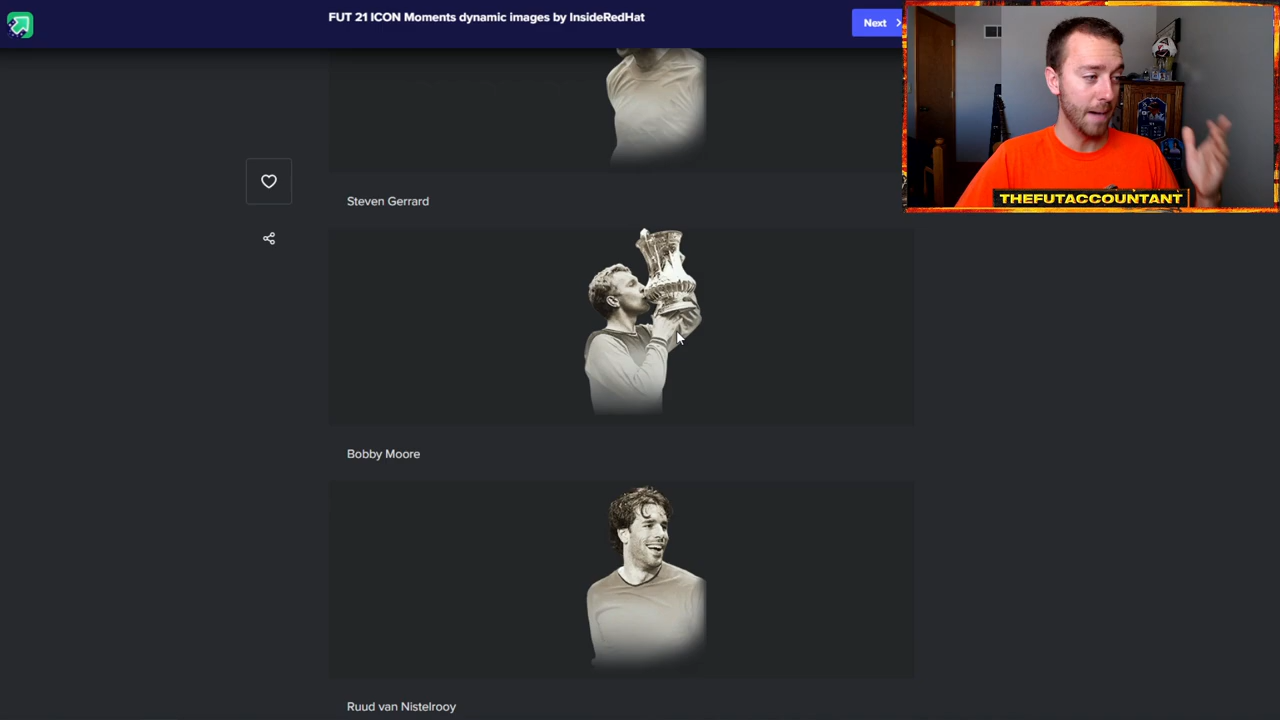 FUT 21 ICON Moments dynamic images by InsideRedHat
Next
THEFUTACCOUNTANT
Steven Gerrard
Bobby Moore
Ruud van Nistelrooy